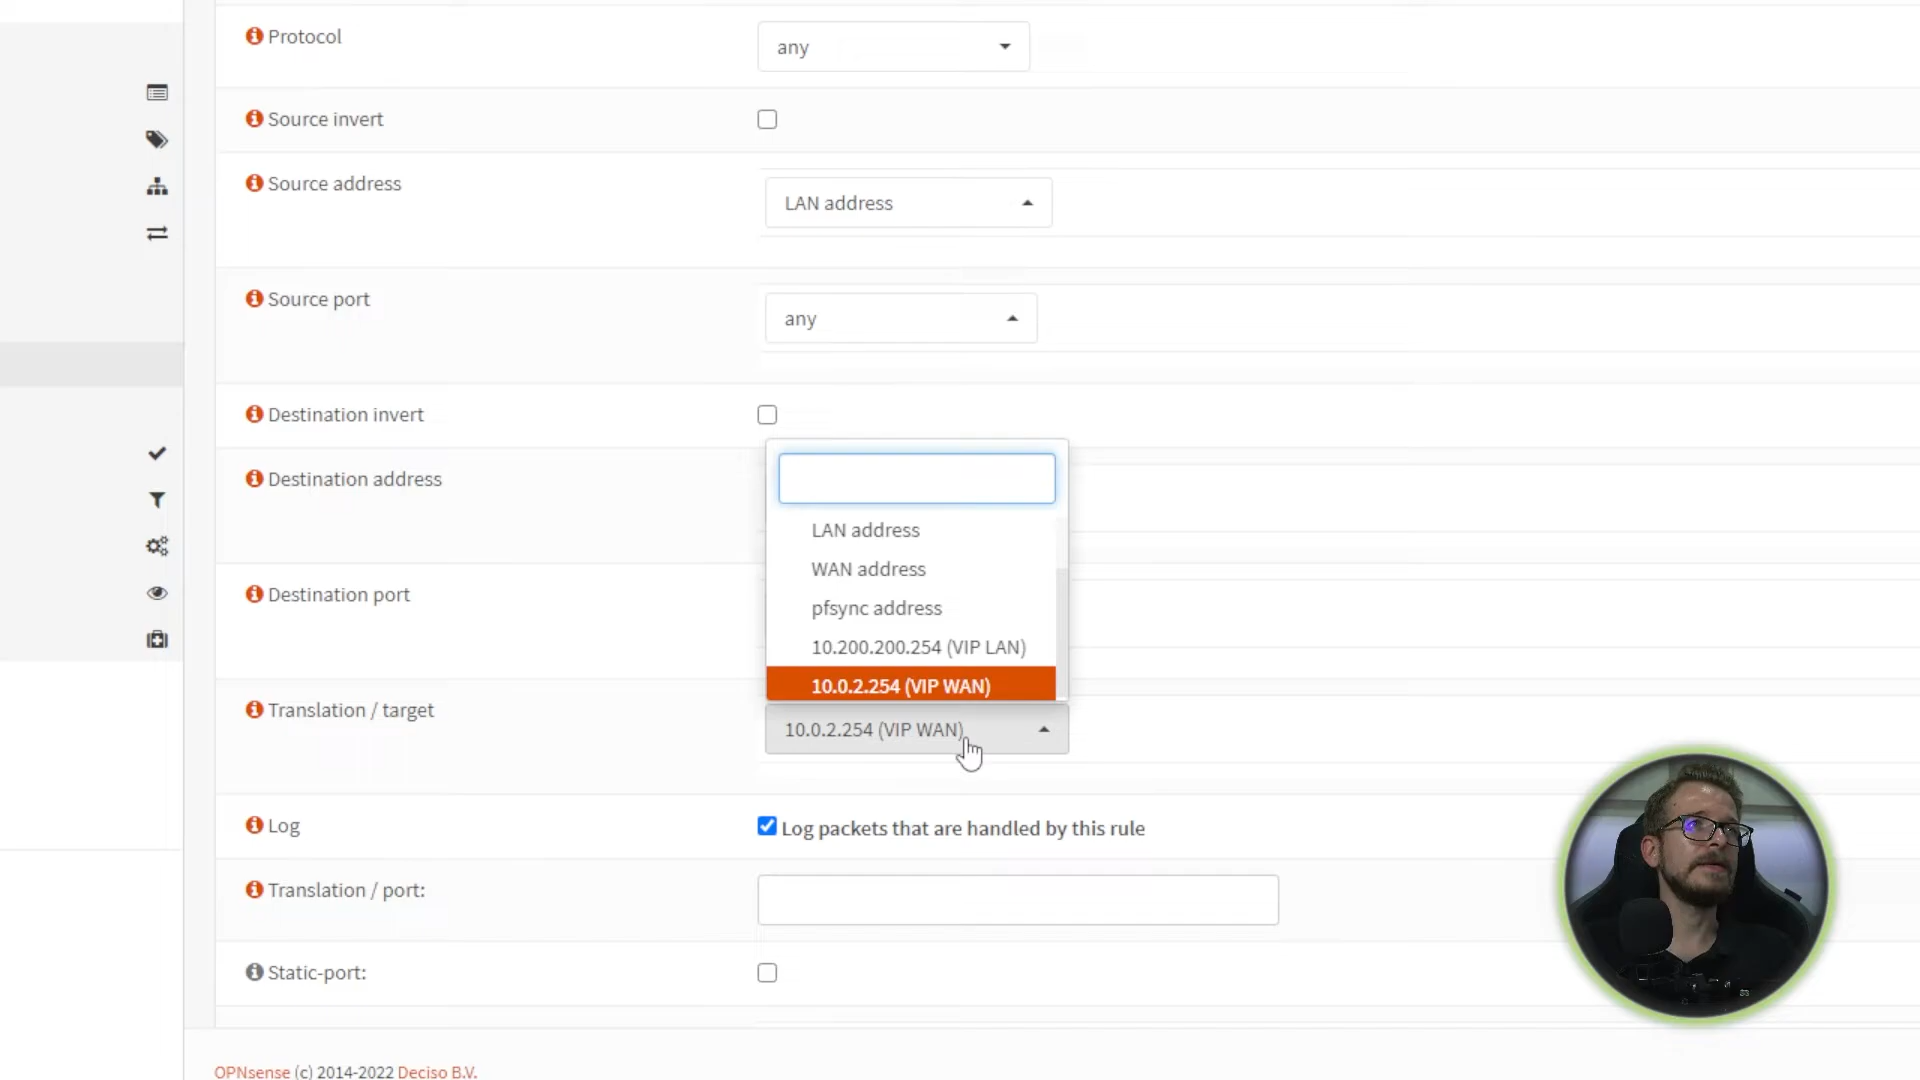 Protocol
any
Source invert
Source address
LAN address
Source port
any
Destination invert
Destination address
LAN address
WAN address
pfsync address
Destination port
10.200.200.254 (VIP LAN)
10.0.2.254 (VIP WAN)
Translation / target
10.0.2.254 (VIP WAN)
Log
Log packets that are handled by this rule
Translation / port:
Static-port:
OPNsense (c) 2014-2022 Deciso B.V.